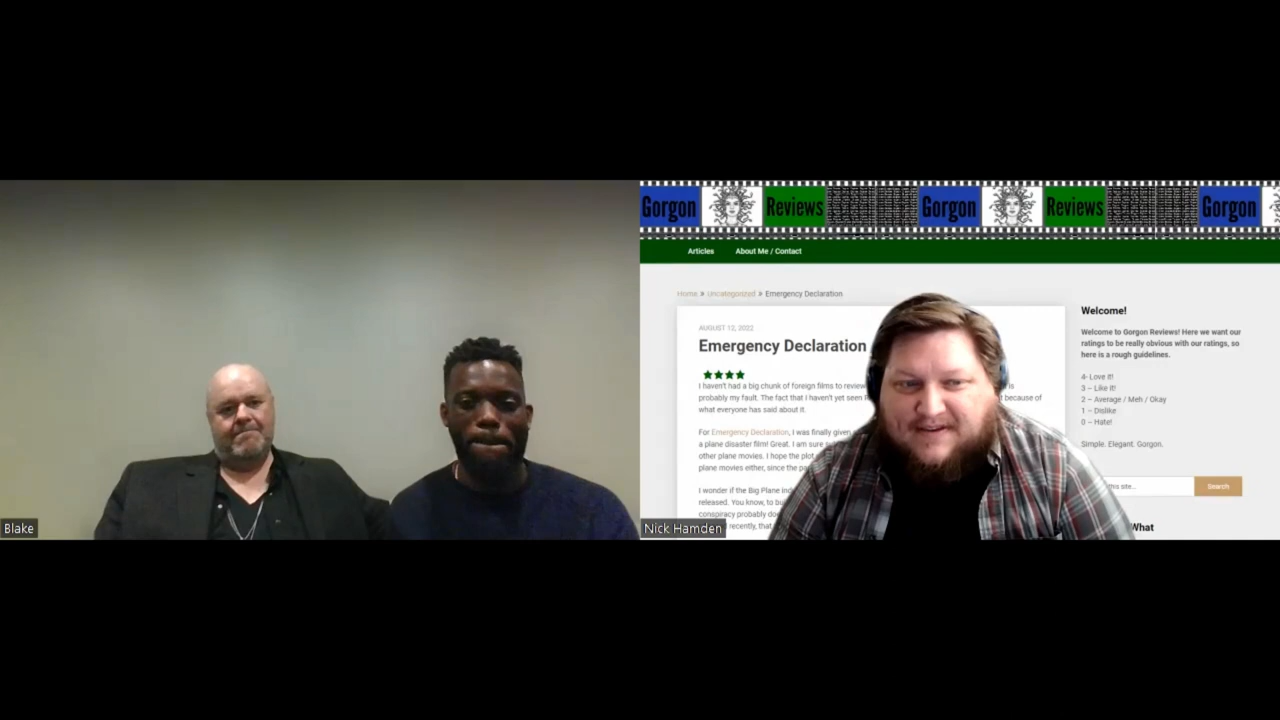 Gorgon Reviews Gorgon Reviews Gorgon
Articles About Me / Contact
Home » Uncategorized » Emergency Declaration
AUGUST 12, 2022
Emergency Declaration
I haven't had a big chunk of foreign films to review is
probably my fault. The fact that I haven't yet seen because of
what everyone has said about it.
For Emergency Declaration, I was finally given
a plane disaster film! Great. I am sure
other plane movies. I hope the plot
plane movies either, since the
I wonder if the Big Plane
released. You know, to
conspiracy probably
recently, that
Welcome!
Welcome to Gorgon Reviews! Here we want our
ratings to be really obvious with our ratings, so
here is a rough guidelines.
4- Love it!
3 – Like it!
2 – Average / Meh / Okay
1 – Dislike
0 – Hate!
Simple. Elegant. Gorgon.
this site... Search
What
Blake
Nick Hamden